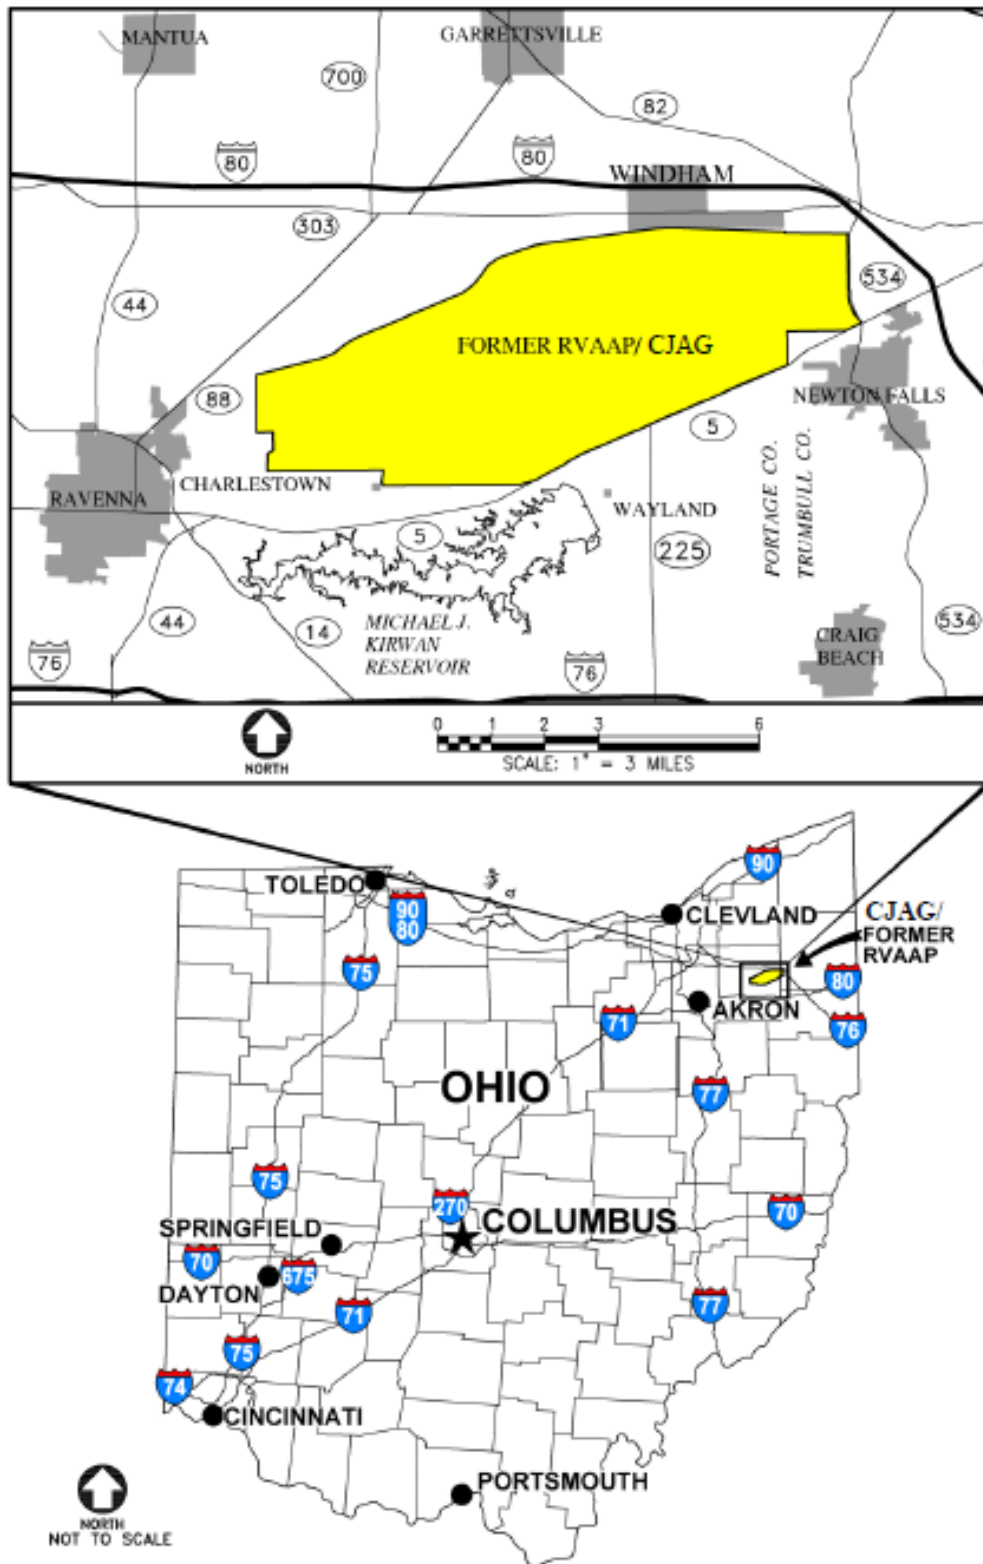 MANTUA
GARRETTSVILLE
700
82
80
80
WINDHAM
303
534
44
FORMER RVAAP/ CJAG
88
NEWTON FALLS
5
CHARLESTOWN
RAVENNA
WAYLAND
PORTAGE CO.
TRUMBULL CO.
5
225
44
14
MICHAEL J.
KIRWAN
RESERVOIR
534
CRAIG
BEACH
76
76
0 1 2 3 6
NORTH
SCALE: 1" = 3 MILES
90
TOLEDO
90
80
CLEVLAND
CJAG/
FORMER
RVAAP
75
80
AKRON
71
76
OHIO
77
75
270
COLUMBUS
70
SPRINGFIELD
70
675
DAYTON
71
77
75
74
CINCINNATI
PORTSMOUTH
NORTH
NOT TO SCALE